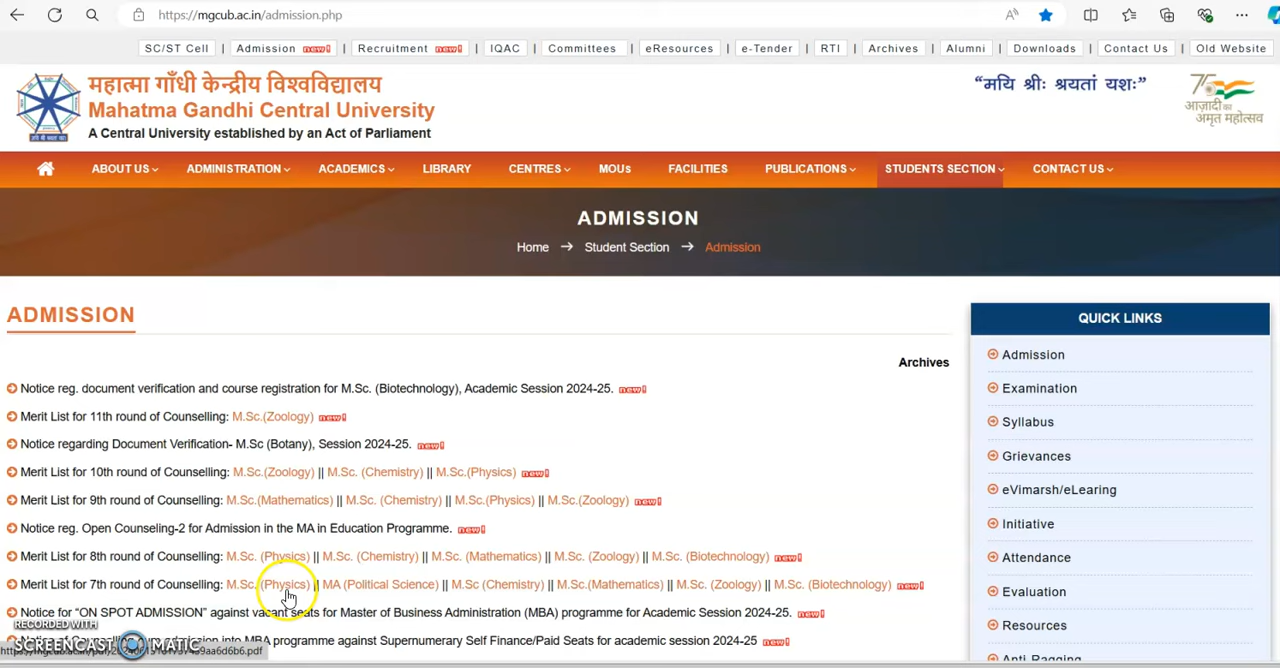 https://mgcub.ac.in/admission.php
SC/ST Cell | Admission new! | Recruitment new! | IQAC | Committees | eResources | e-Tender | RTI | Archives | Alumni | Downloads | Contact Us | Old Website
महात्मा गाँधी केन्द्रीय विश्वविद्यालय
Mahatma Gandhi Central University
A Central University established by an Act of Parliament
“मयि श्रीः श्रयतां यशः”
75
आज़ादी का
अमृत महोत्सव
ABOUT US ADMINISTRATION ACADEMICS LIBRARY CENTRES MOUs FACILITIES PUBLICATIONS STUDENTS SECTION CONTACT US
ADMISSION
Home → Student Section → Admission
ADMISSION
Archives
Notice reg. document verification and course registration for M.Sc. (Biotechnology), Academic Session 2024-25. new!
Merit List for 11th round of Counselling: M.Sc.(Zoology) new!
Notice regarding Document Verification- M.Sc (Botany), Session 2024-25. new!
Merit List for 10th round of Counselling: M.Sc.(Zoology) || M.Sc. (Chemistry) || M.Sc.(Physics) new!
Merit List for 9th round of Counselling: M.Sc.(Mathematics) || M.Sc. (Chemistry) || M.Sc.(Physics) || M.Sc.(Zoology) new!
Notice reg. Open Counseling-2 for Admission in the MA in Education Programme. new!
Merit List for 8th round of Counselling: M.Sc. (Physics) || M.Sc. (Chemistry) || M.Sc. (Mathematics) || M.Sc. (Zoology) || M.Sc. (Biotechnology) new!
Merit List for 7th round of Counselling: M.Sc. (Physics) || MA (Political Science) || M.Sc (Chemistry) || M.Sc.(Mathematics) || M.Sc. (Zoology) || M.Sc. (Biotechnology) new!
Notice for “ON SPOT ADMISSION” against vacant seats for Master of Business Administration (MBA) programme for Academic Session 2024-25. new!
admission into MBA programme against Supernumerary Self Finance/Paid Seats for academic session 2024-25 new!
QUICK LINKS
Admission
Examination
Syllabus
Grievances
eVimarsh/eLearing
Initiative
Attendance
Evaluation
Resources
Anti Ragging
RECORDED WITH
SCREENCAST MATIC